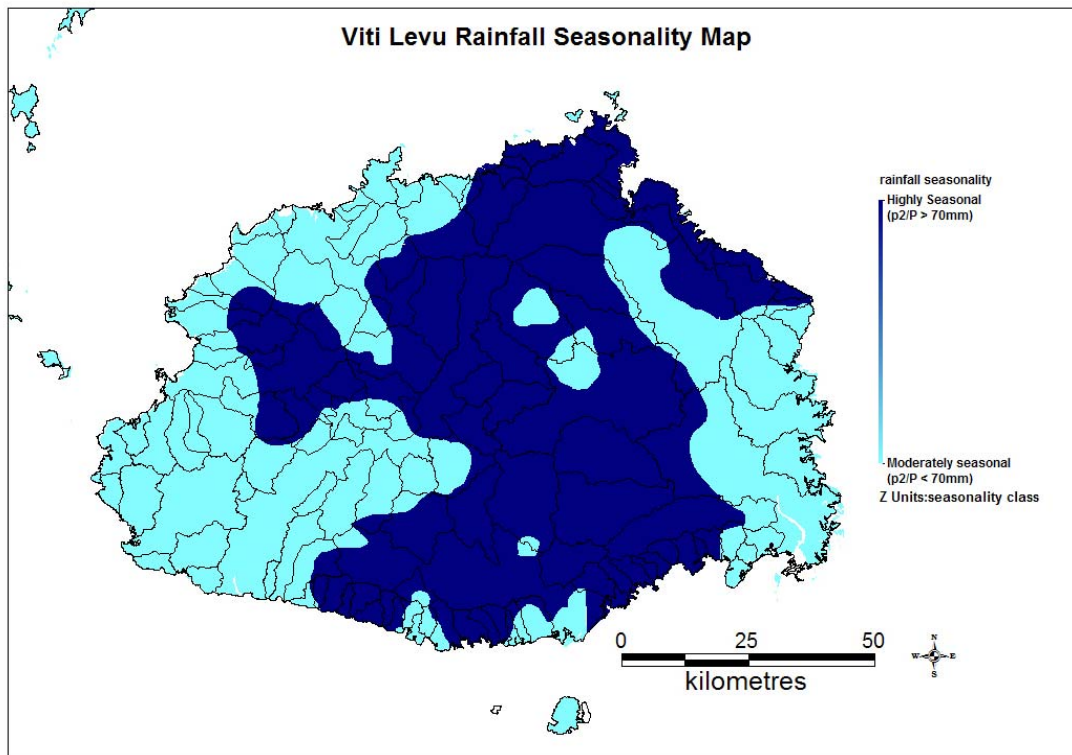 Viti Levu Rainfall Seasonality Map
rainfall seasonality
Highly Seasonal
(p2/P > 70mm)
Moderately seasonal
(p2/P < 70mm)
Z Units:seasonality class
0 25 50
kilometres
N
W E
S